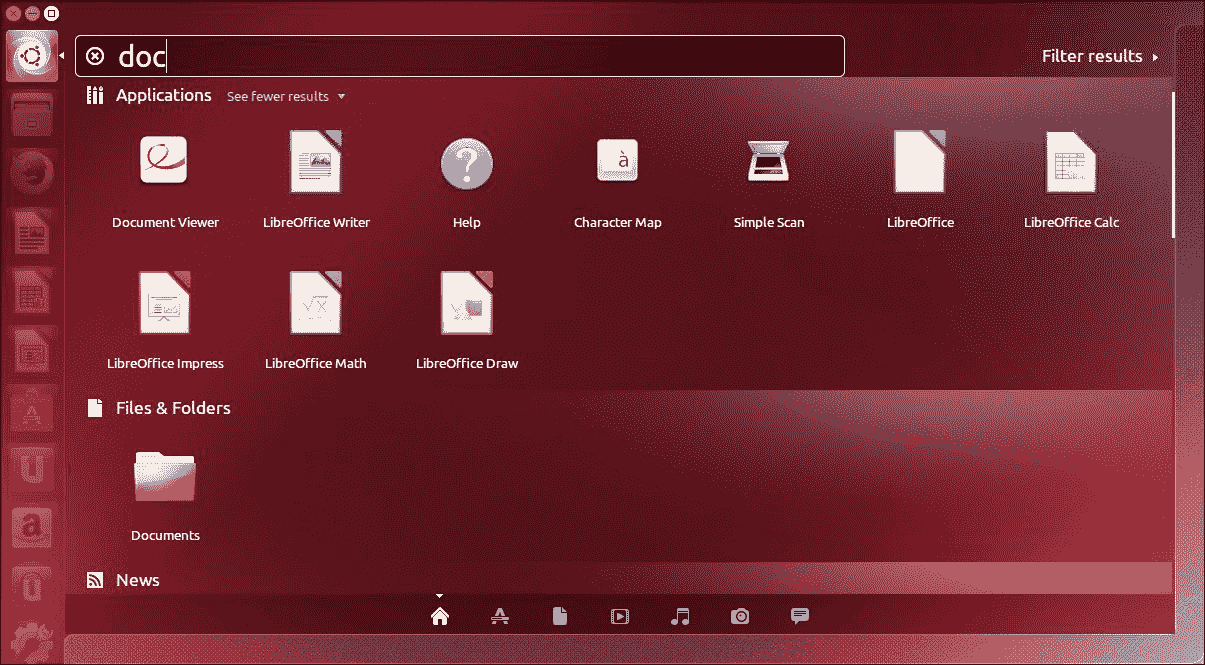 doc
Filter results
Applications See fewer results
Document Viewer LibreOffice Writer Help Character Map Simple Scan LibreOffice LibreOffice Calc
LibreOffice Impress LibreOffice Math LibreOffice Draw
Files & Folders
Documents
News